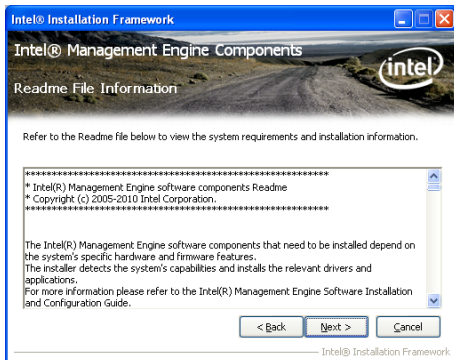 Intel® Installation Framework
Intel® Management Engine Components
intel
Readme File Information
Refer to the Readme file below to view the system requirements and installation information.
*********************************************************************
* Intel(R) Management Engine software components Readme
* Copyright (c) 2005-2010 Intel Corporation.
*********************************************************************
The Intel(R) Management Engine software components that need to be installed depend on
the system's specific hardware and firmware features.
The installer detects the system's capabilities and installs the relevant drivers and
applications.
For more information please refer to the Intel(R) Management Engine Software Installation
and Configuration Guide.
< Back
Next >
Cancel
Intel® Installation Framework